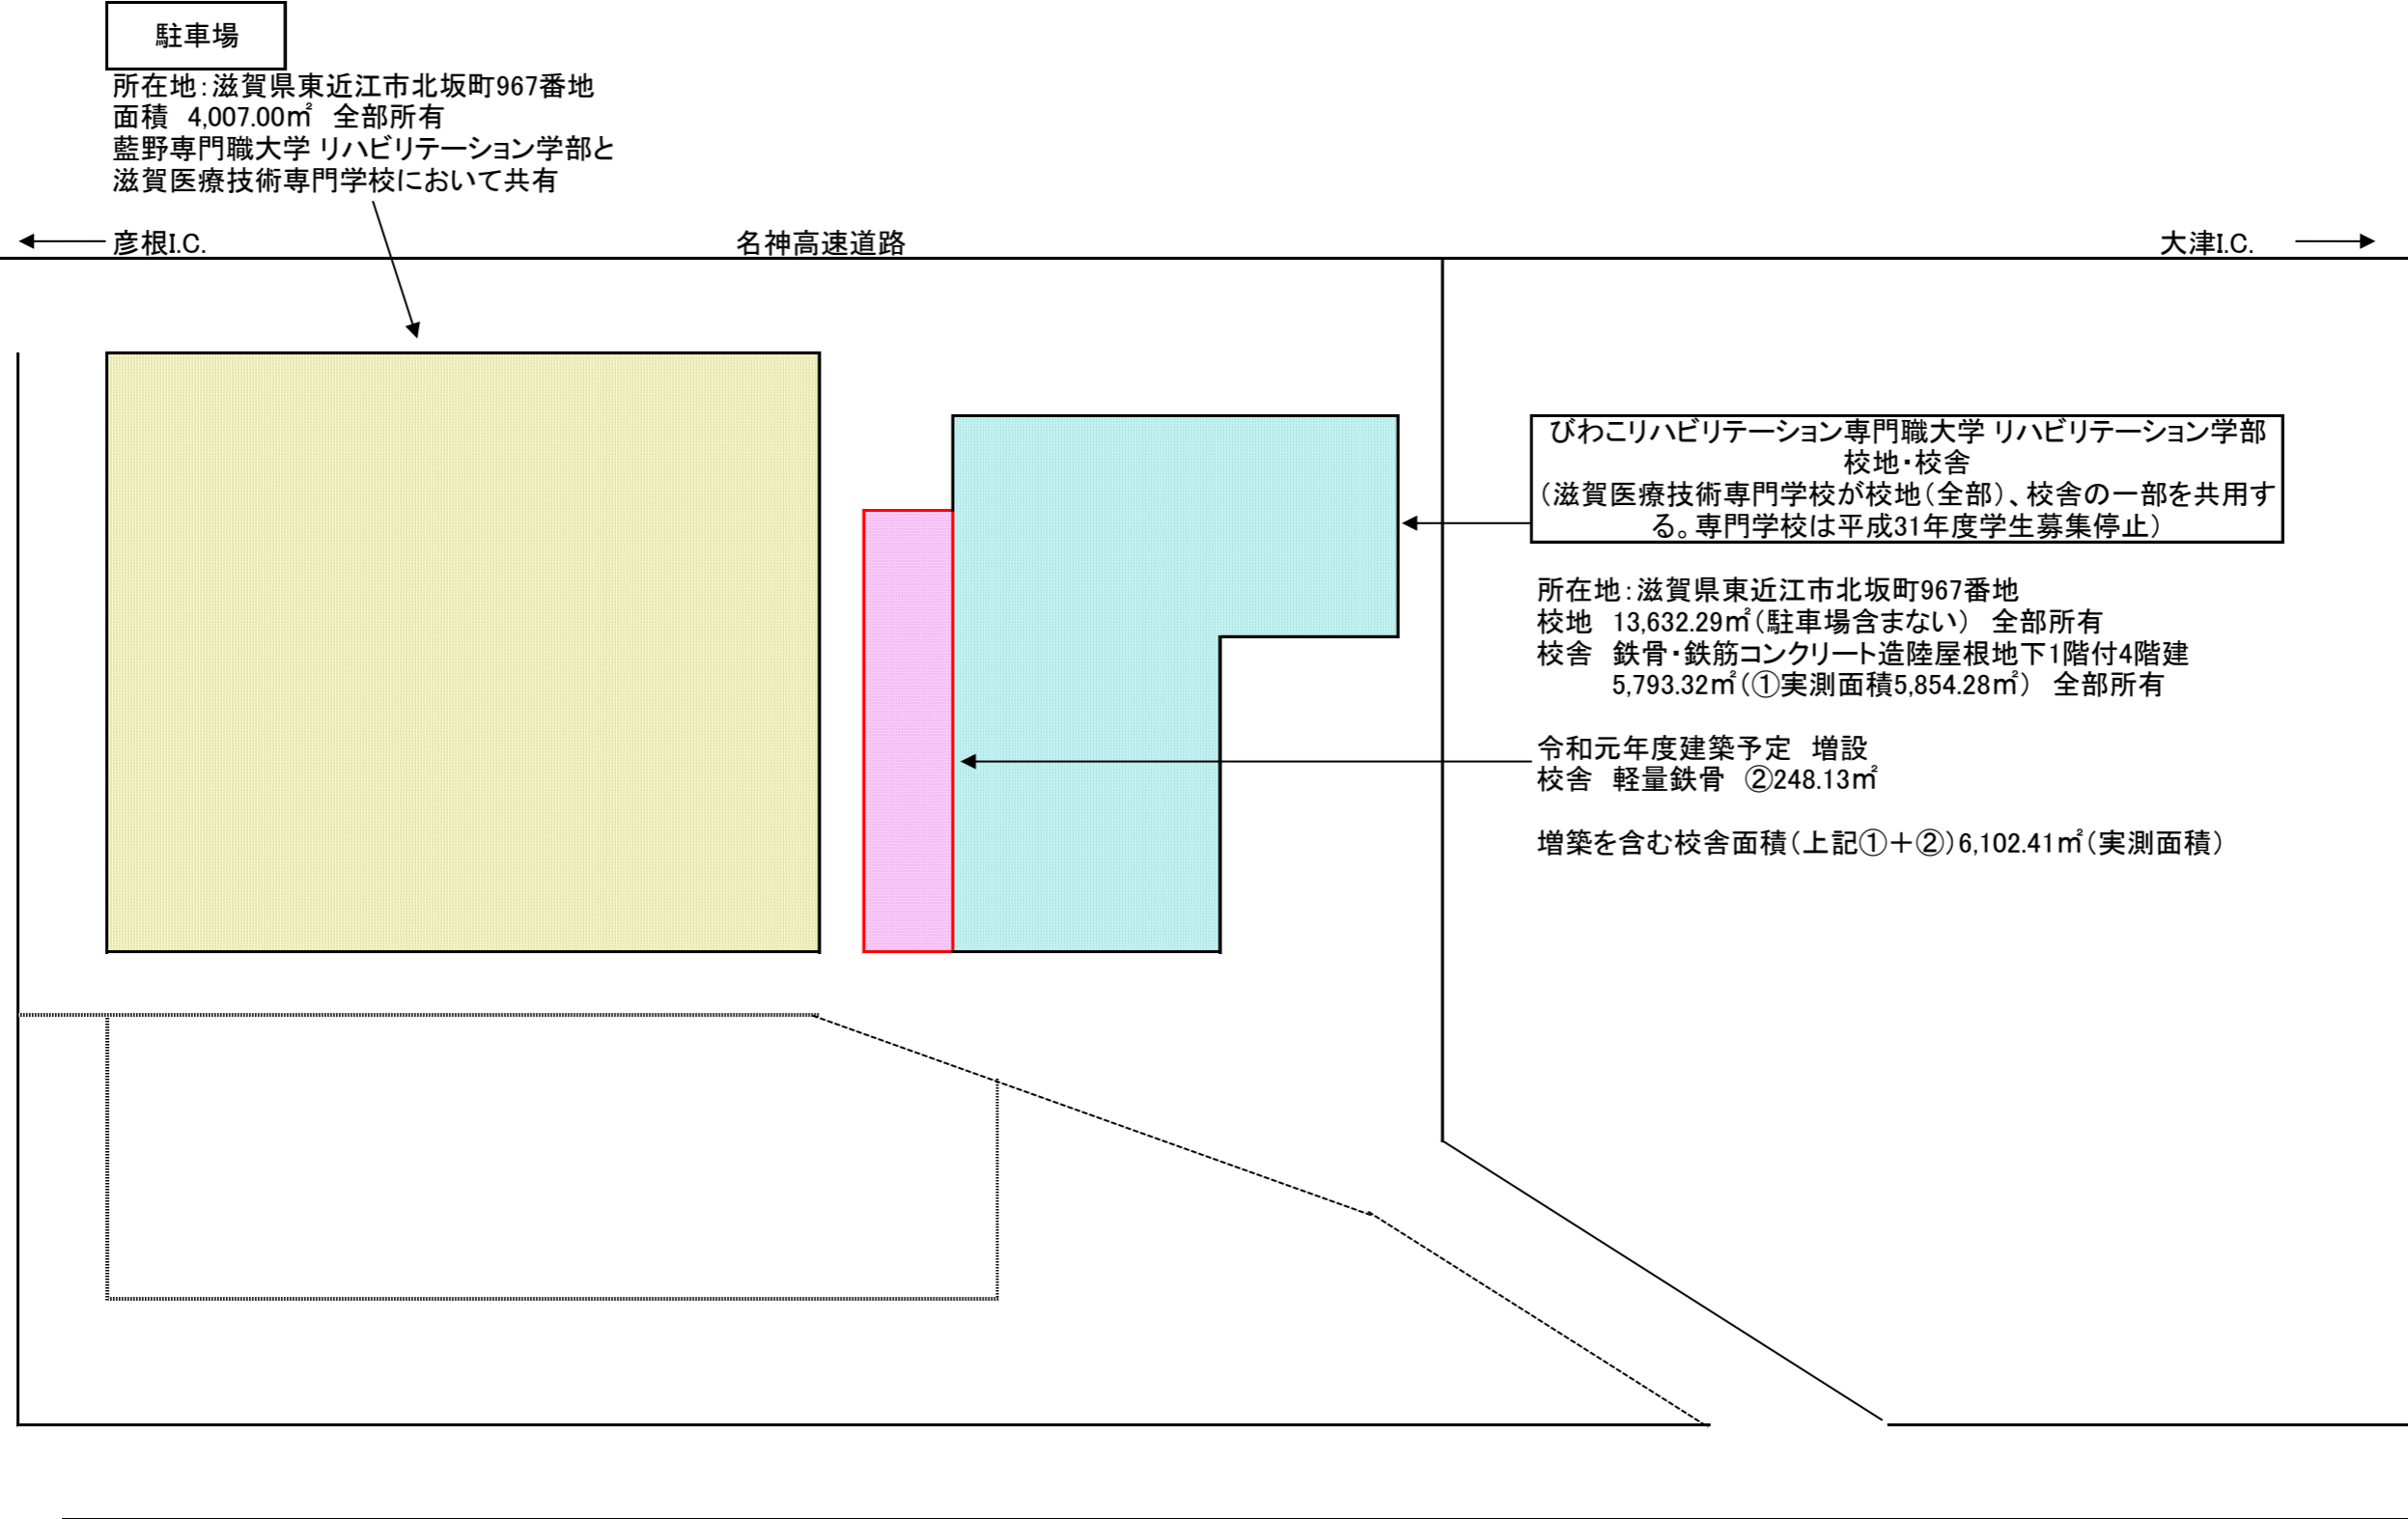 駐車場
所在地：滋賀県東近江市北坂町967番地
面積　4,007.00㎡　全部所有
藍野専門職大学 リハビリテーション学部と
滋賀医療技術専門学校において共有
彦根I.C.
名神高速道路
大津I.C.
びわこリハビリテーション専門職大学 リハビリテーション学部
校地・校舎
（滋賀医療技術専門学校が校地（全部）、校舎の一部を共用す
る。専門学校は平成31年度学生募集停止）
所在地：滋賀県東近江市北坂町967番地
校地　13,632.29㎡（駐車場含まない）　全部所有
校舎　鉄骨・鉄筋コンクリート造陸屋根地下1階付4階建
5,793.32㎡（①実測面積5,854.28㎡）　全部所有
令和元年度建築予定　増設
校舎　軽量鉄骨　②248.13㎡
増築を含む校舎面積（上記①＋②）6,102.41㎡（実測面積）